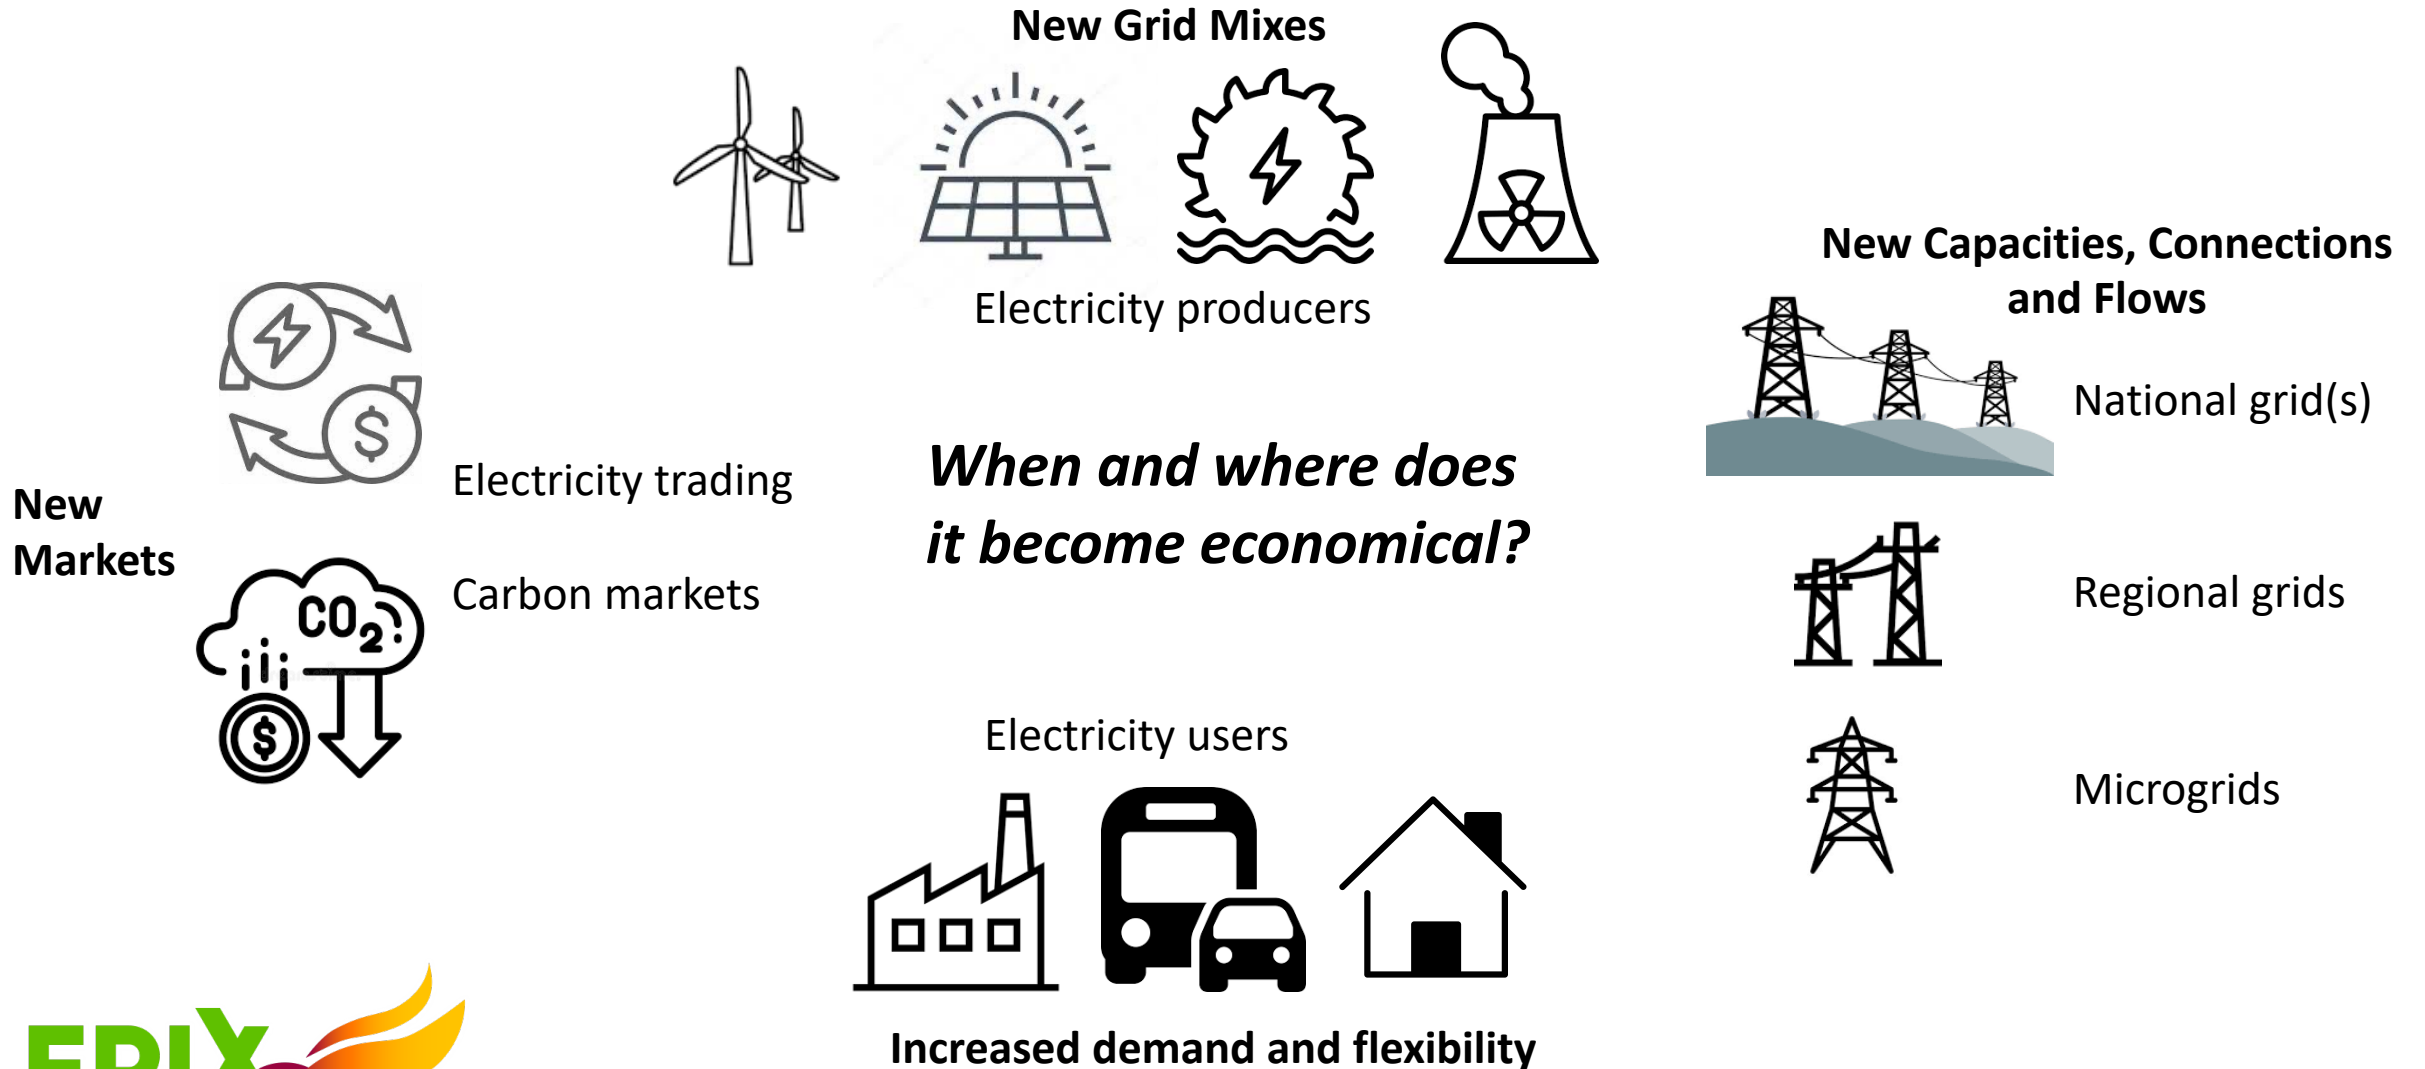 New Grid Mixes
Electricity producers
New Capacities, Connections
and Flows
National grid(s)
Regional grids
Microgrids
When and where does
it become economical?
New
Markets
Electricity trading
Carbon markets
CO2
$
$
Electricity users
Increased demand and flexibility